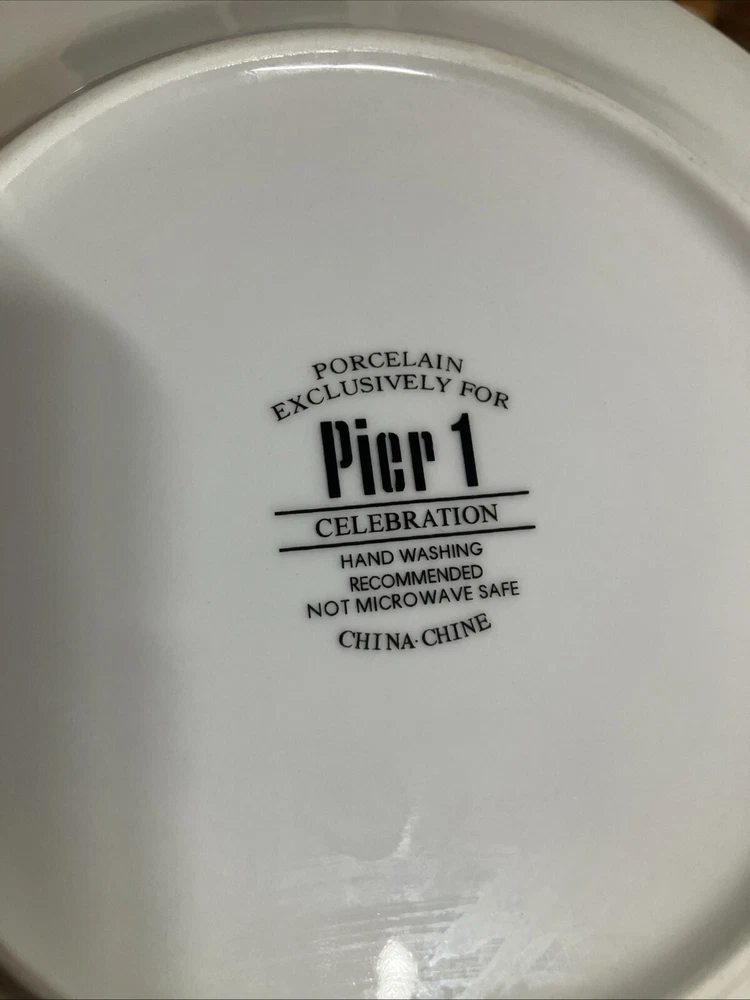 PORCELAIN
EXCLUSIVELY FOR
Pier 1
CELEBRATION
HAND WASHING
RECOMMENDED
NOT MICROWAVE SAFE
CHINA·CHINE